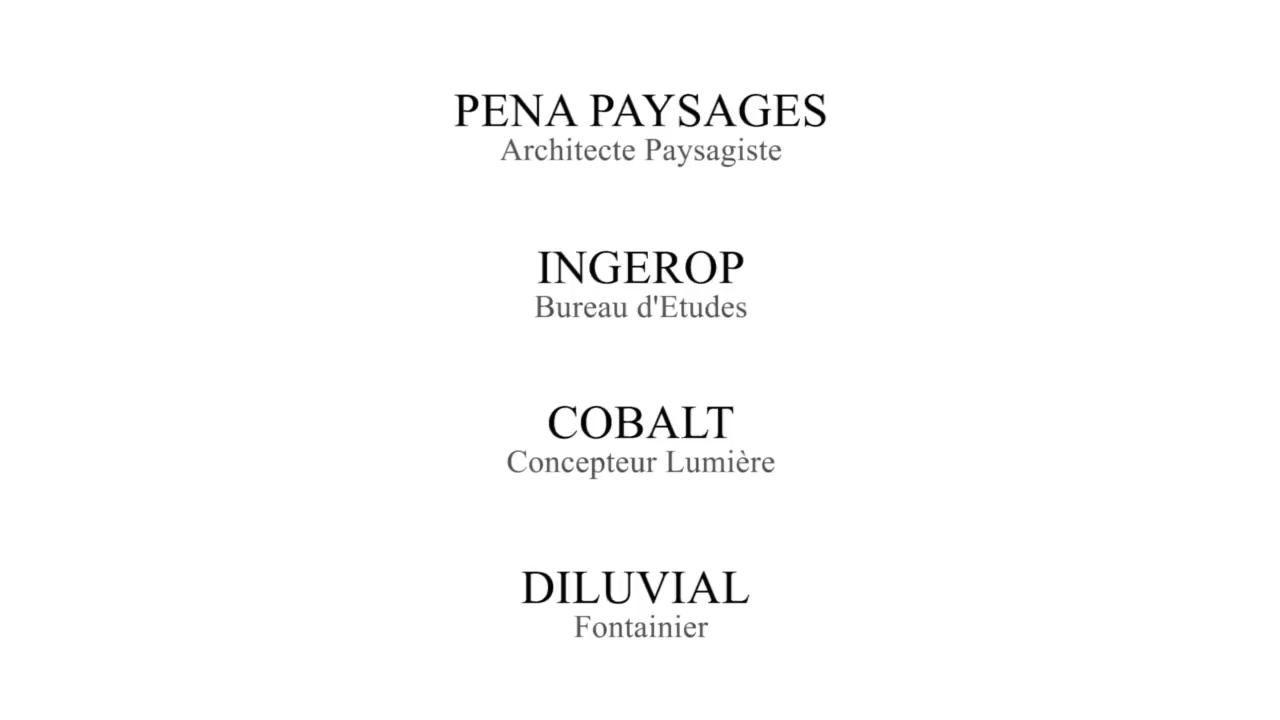 PENA PAYSAGES
Architecte Paysagiste
INGEROP
Bureau d'Etudes
COBALT
Concepteur Lumière
DILUVIAL
Fontainier